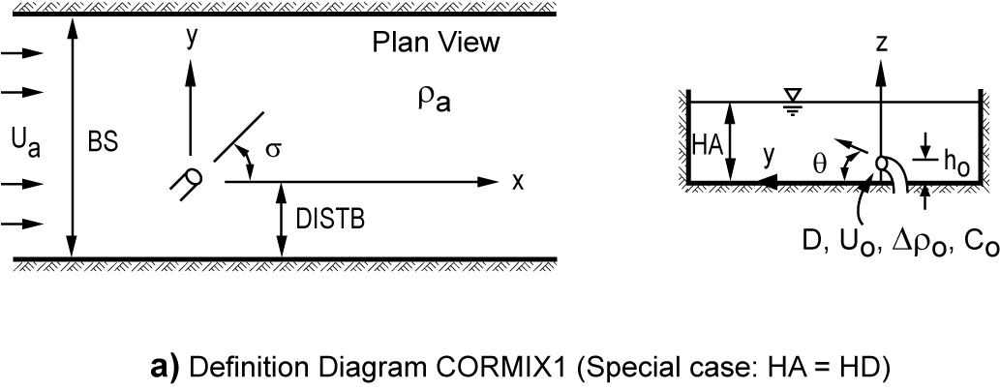 Plan View
y
ρa
Ua
BS
σ
x
DISTB
z
HA
y
θ
ho
D, Uo, Δρo, Co
a) Definition Diagram CORMIX1 (Special case: HA = HD)